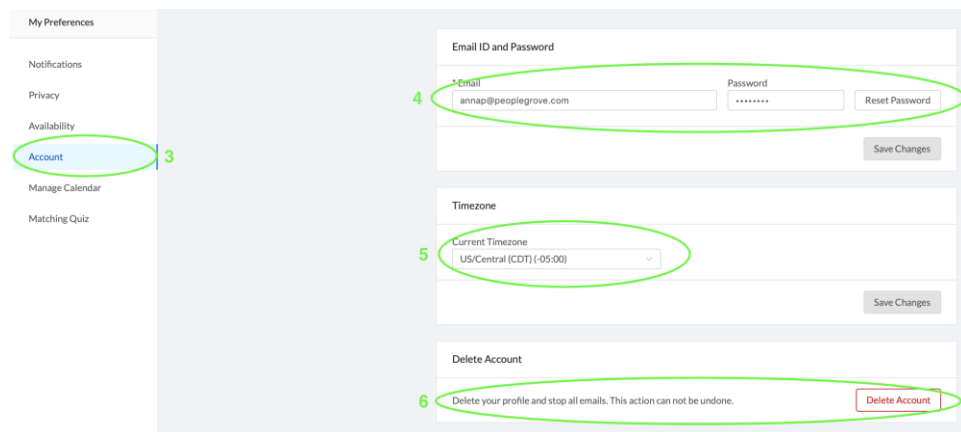 My Preferences
Notifications
Privacy
Availability
Account
3
Manage Calendar
Matching Quiz
Email ID and Password
* Email
Password
4
annap@peoplegrove.com
········
Reset Password
Save Changes
Timezone
Current Timezone
5
US/Central (CDT) (-05:00)
Save Changes
Delete Account
6
Delete your profile and stop all emails. This action can not be undone.
Delete Account